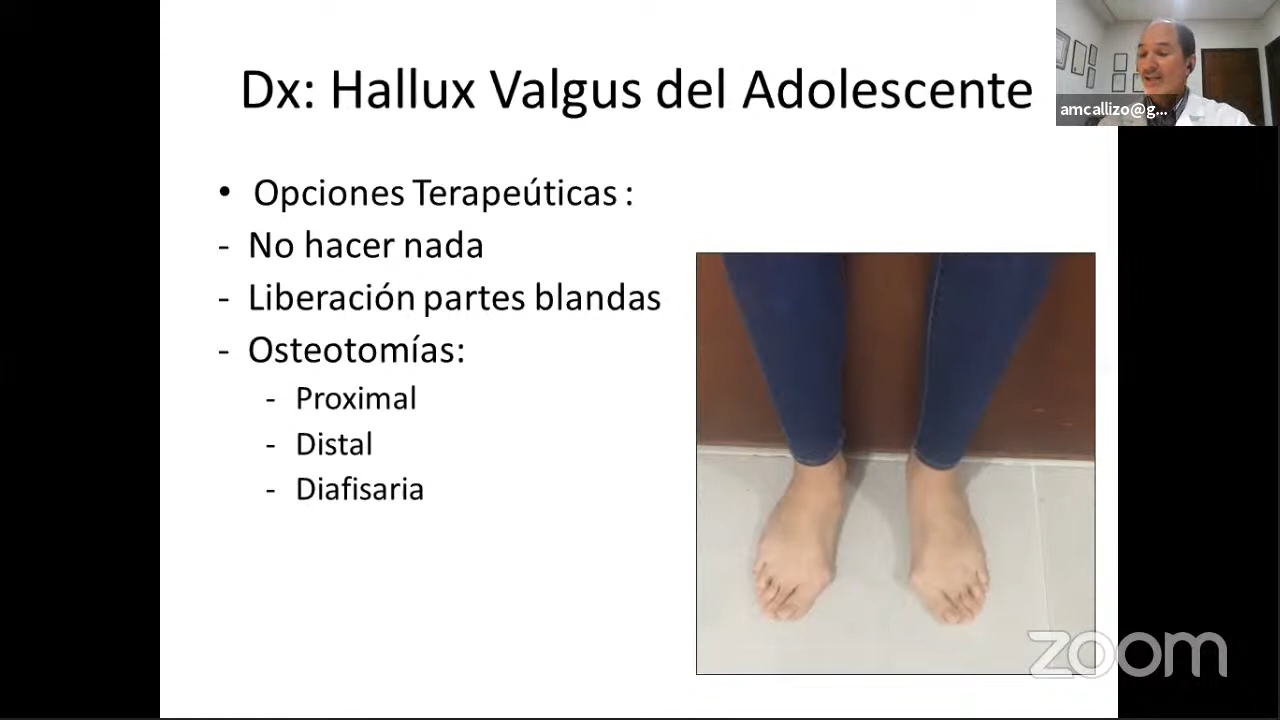 Dx: Hallux Valgus del Adolescente
amcallizo@g...
• Opciones Terapeúticas :
- No hacer nada
- Liberación partes blandas
- Osteotomías:
- Proximal
- Distal
- Diafisaria
zoom